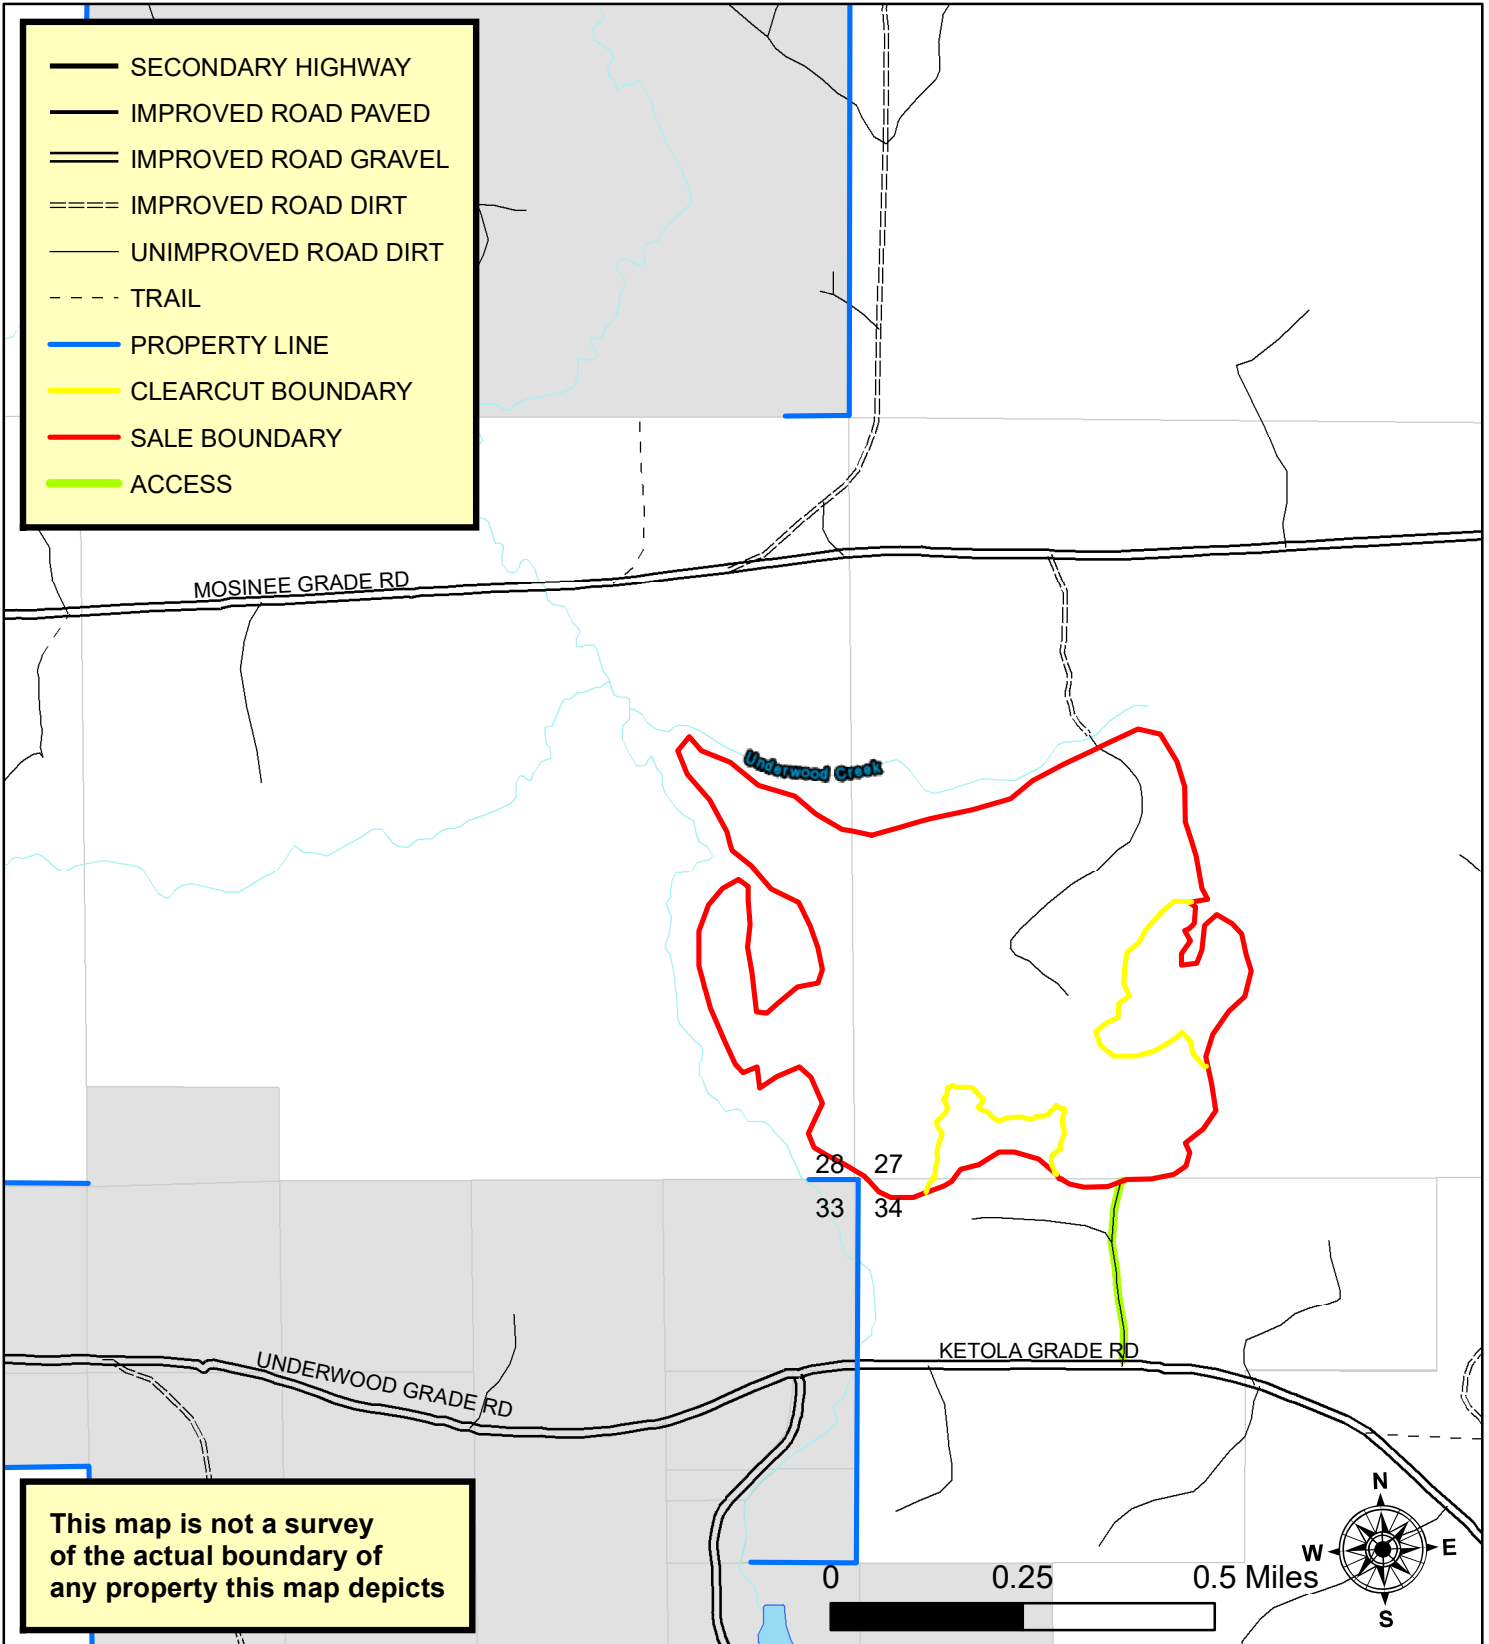 SECONDARY HIGHWAY
IMPROVED ROAD PAVED
IMPROVED ROAD GRAVEL
IMPROVED ROAD DIRT
UNIMPROVED ROAD DIRT
TRAIL
PROPERTY LINE
CLEARCUT BOUNDARY
SALE BOUNDARY
ACCESS
MOSINEE GRADE RD
Underwood Creek
28 27
33 34
KETOLA GRADE RD
UNDERWOOD GRADE RD
This map is not a survey
of the actual boundary of
any property this map depicts
N
W E
S
0 0.25 0.5 Miles